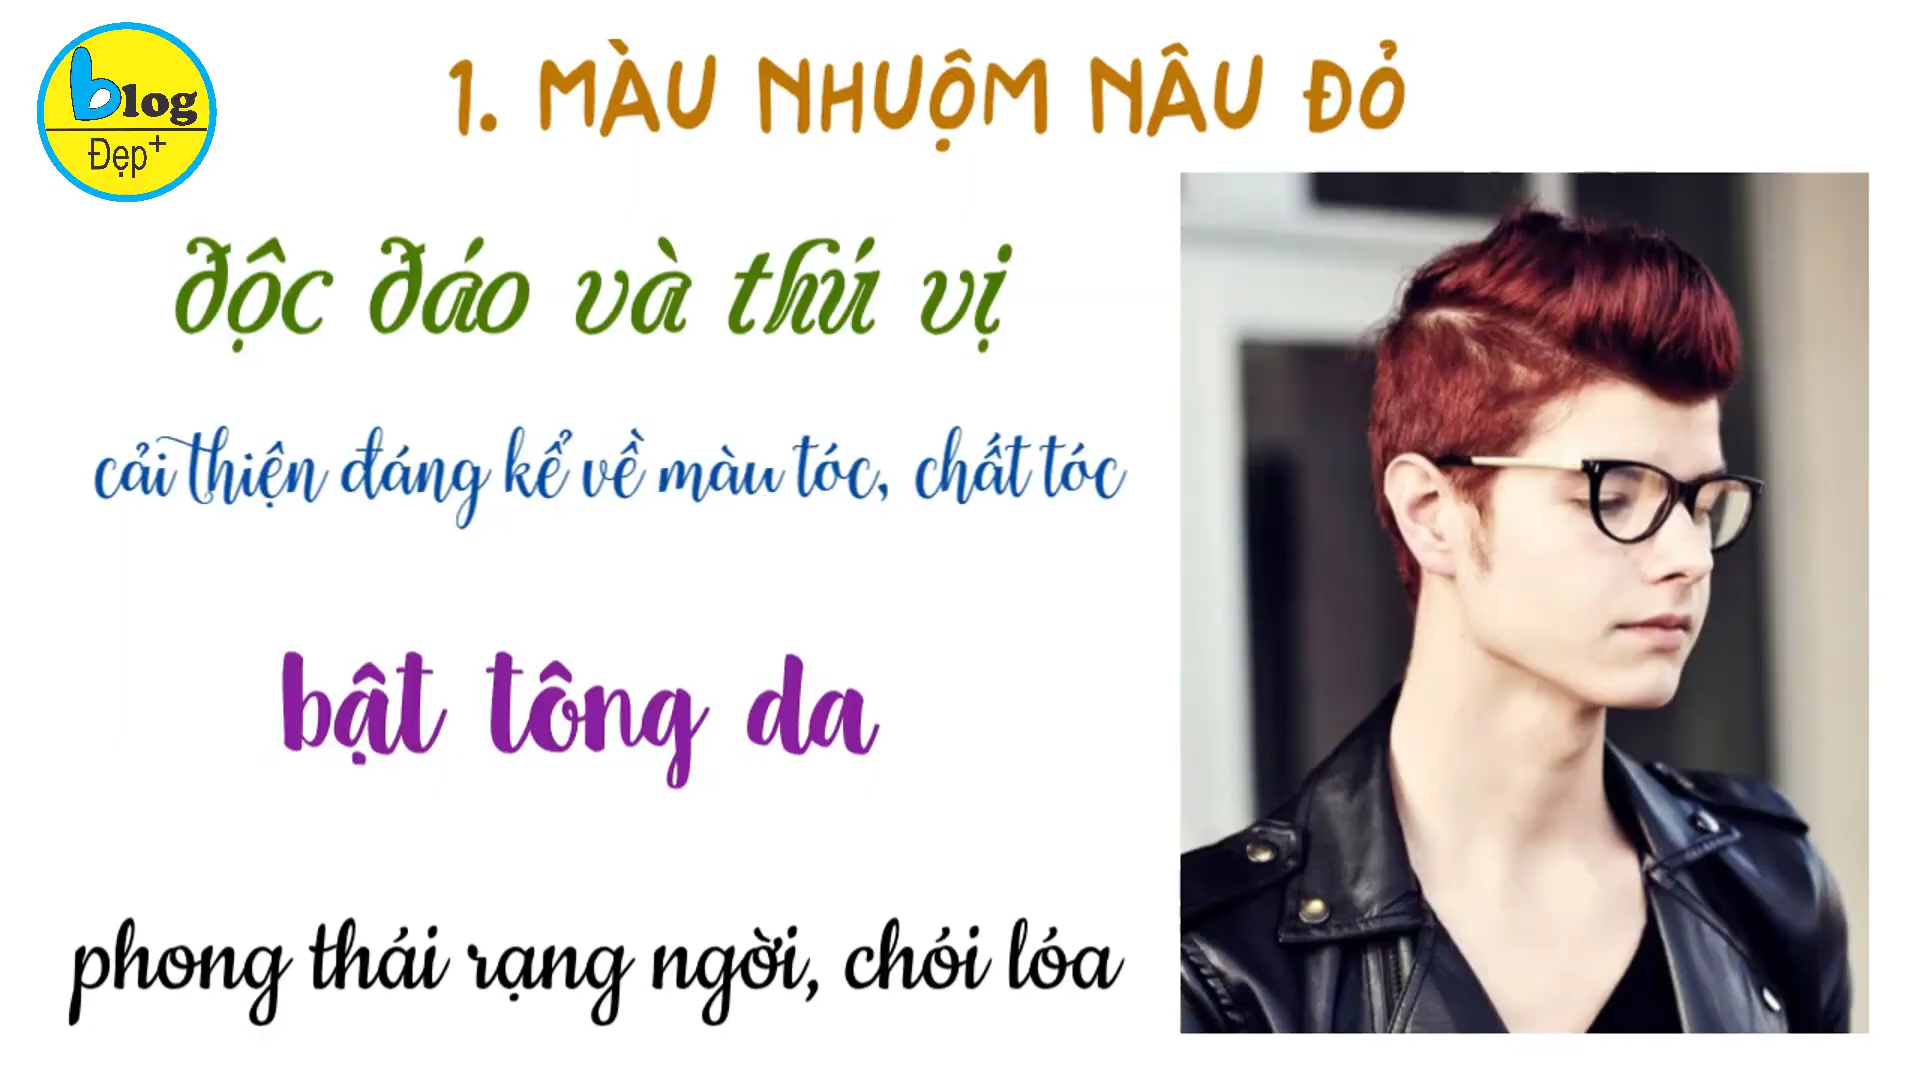 blog
Đẹp+
1. MÀU NHUỘM NÂU ĐỎ
độc đáo và thú vị
cải thiện đáng kể về màu tóc, chất tóc
bật tông da
phong thái rạng ngời, chói lóa